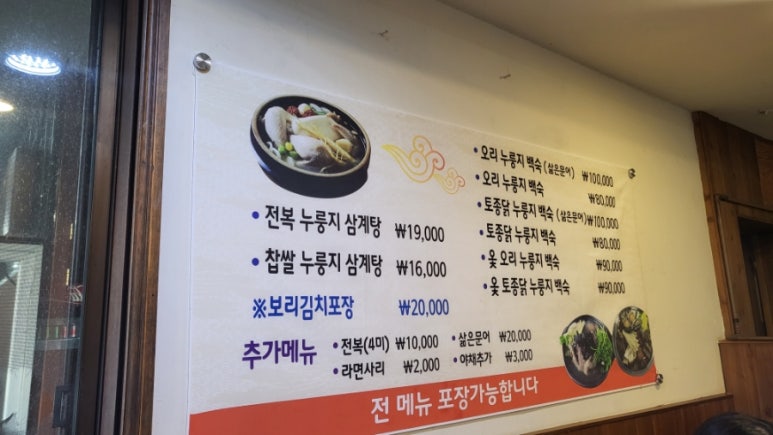 • 전복 누룽지 삼계탕 ₩19,000
• 찹쌀 누룽지 삼계탕 ₩16,000
※보리김치포장 ₩20,000
• 오리 누룽지 백숙 (삶은문어) ₩100,000
• 오리 누룽지 백숙 ₩80,000
• 토종닭 누룽지 백숙 (삶은문어) ₩100,000
• 토종닭 누룽지 백숙 ₩80,000
• 옻 오리 누룽지 백숙 ₩90,000
• 옻 토종닭 누룽지 백숙 ₩90,000
추가메뉴
• 전복(4미) ₩10,000 • 삶은문어 ₩20,000
• 라면사리 ₩2,000 • 야채추가 ₩3,000
전 메뉴 포장가능합니다